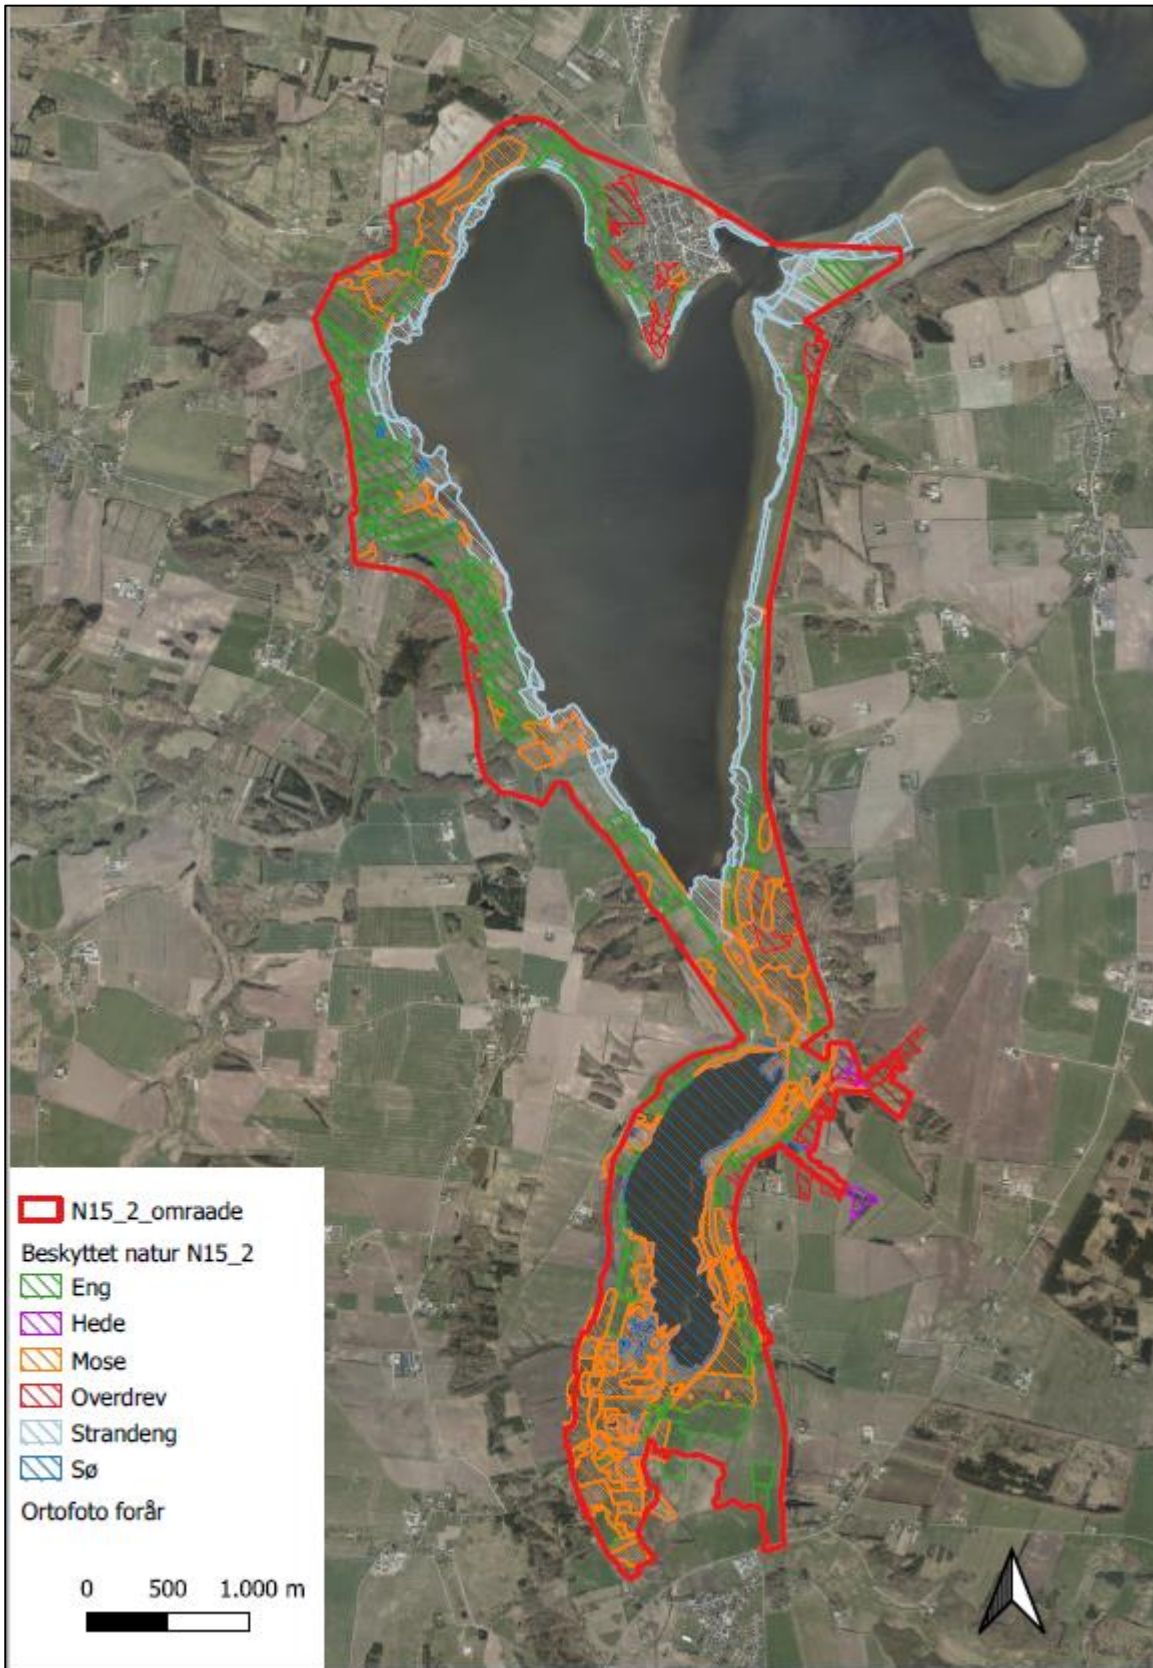 N15_2_omraade
Beskyttet natur N15_2
Eng
Hede
Mose
Overdrev
Strandeng
Sø
Ortofoto forår
0 500 1.000 m